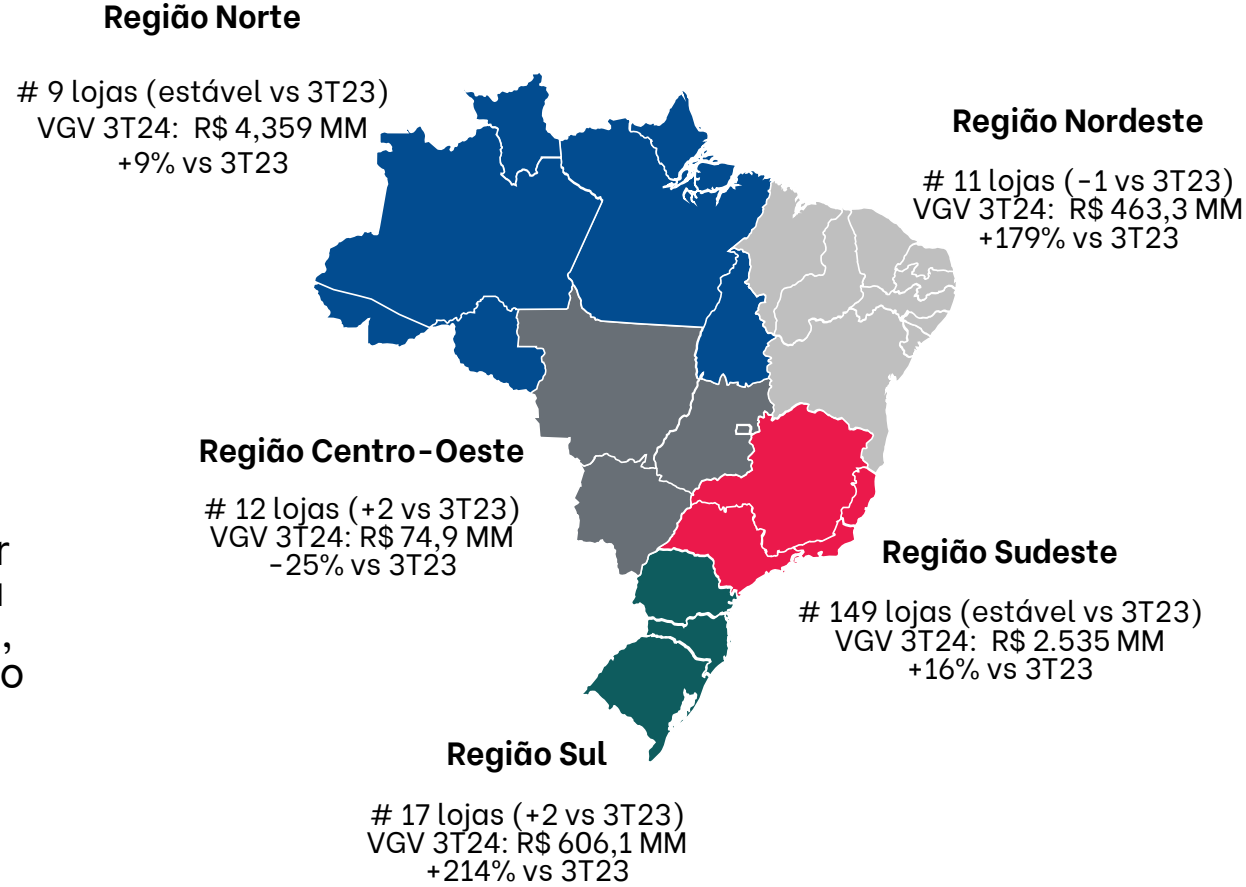 Região Norte
# 9 lojas (estável vs 3T23)
VGV 3T24: R$ 4,359 MM
+9% vs 3T23
Região Nordeste
# 11 lojas (-1 vs 3T23)
VGV 3T24: R$ 463,3 MM
+179% vs 3T23
Região Centro-Oeste
# 12 lojas (+2 vs 3T23)
VGV 3T24: R$ 74,9 MM
-25% vs 3T23
Região Sudeste
# 149 lojas (estável vs 3T23)
VGV 3T24: R$ 2.535 MM
+16% vs 3T23
Região Sul
# 17 lojas (+2 vs 3T23)
VGV 3T24: R$ 606,1 MM
+214% vs 3T23